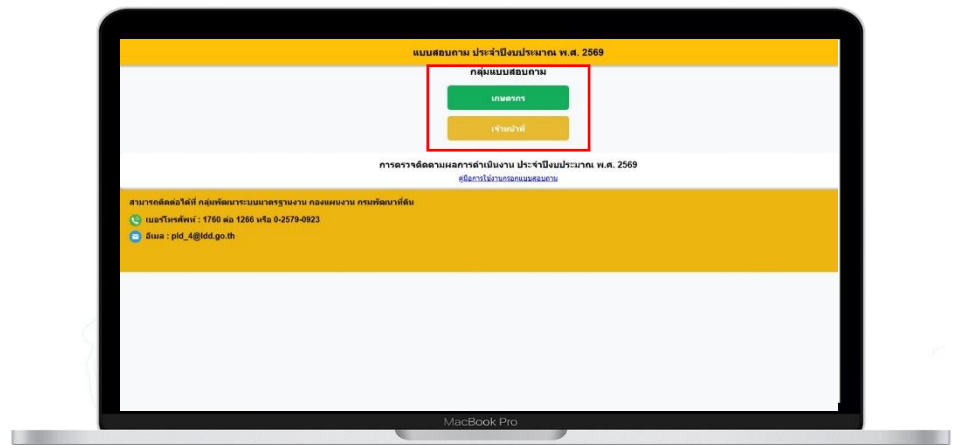 แบบสอบถาม ประจำปีงบประมาณ พ.ศ. 2569
กลุ่มแบบสอบถาม
เกษตรกร
เจ้าหน้าที่
การตรวจติดตามผลการดำเนินงาน ประจำปีงบประมาณ พ.ศ. 2569
คู่มือการใช้งานกรอกแบบสอบถาม
สามารถติดต่อได้ที่ กลุ่มพัฒนาระบบมาตรฐานงาน กองแผนงาน กรมพัฒนาที่ดิน
เบอร์โทรศัพท์ : 1760 ต่อ 1266 หรือ 0-2579-0923
อีเมล : pld_4@ldd.go.th
MacBook Pro